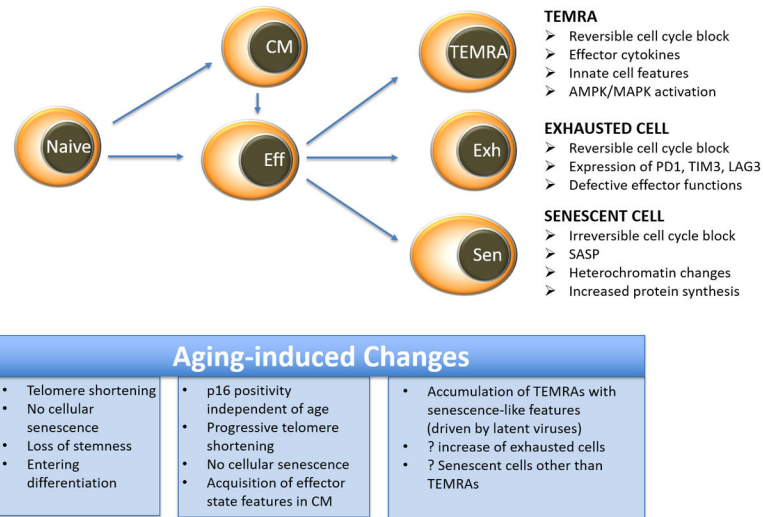 CM
TEMRA
Naive
Eff
Exh
Sen
TEMRA
➢ Reversible cell cycle block
➢ Effector cytokines
➢ Innate cell features
➢ AMPK/MAPK activation
EXHAUSTED CELL
➢ Reversible cell cycle block
➢ Expression of PD1, TIM3, LAG3
➢ Defective effector functions
SENESCENT CELL
➢ Irreversible cell cycle block
➢ SASP
➢ Heterochromatin changes
➢ Increased protein synthesis
Aging-induced Changes
• Telomere shortening
• No cellular
senescence
• Loss of stemness
• Entering
differentiation
• p16 positivity
independent of age
• Progressive telomere
shortening
• No cellular senescence
• Acquisition of effector
state features in CM
• Accumulation of TEMRAs with
senescence-like features
(driven by latent viruses)
• ? increase of exhausted cells
• ? Senescent cells other than
TEMRAs